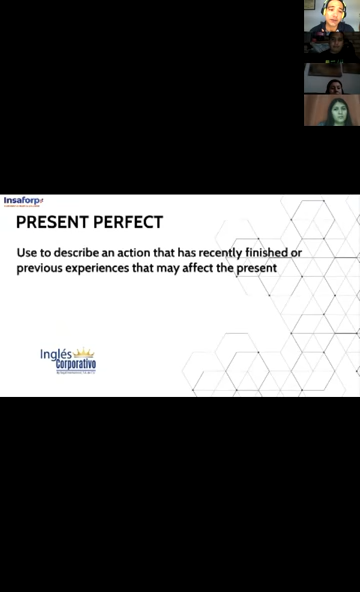 Insaforp
PRESENT PERFECT
Use to describe an action that has recently finished or
previous experiences that may affect the present
Inglés
Corporativo